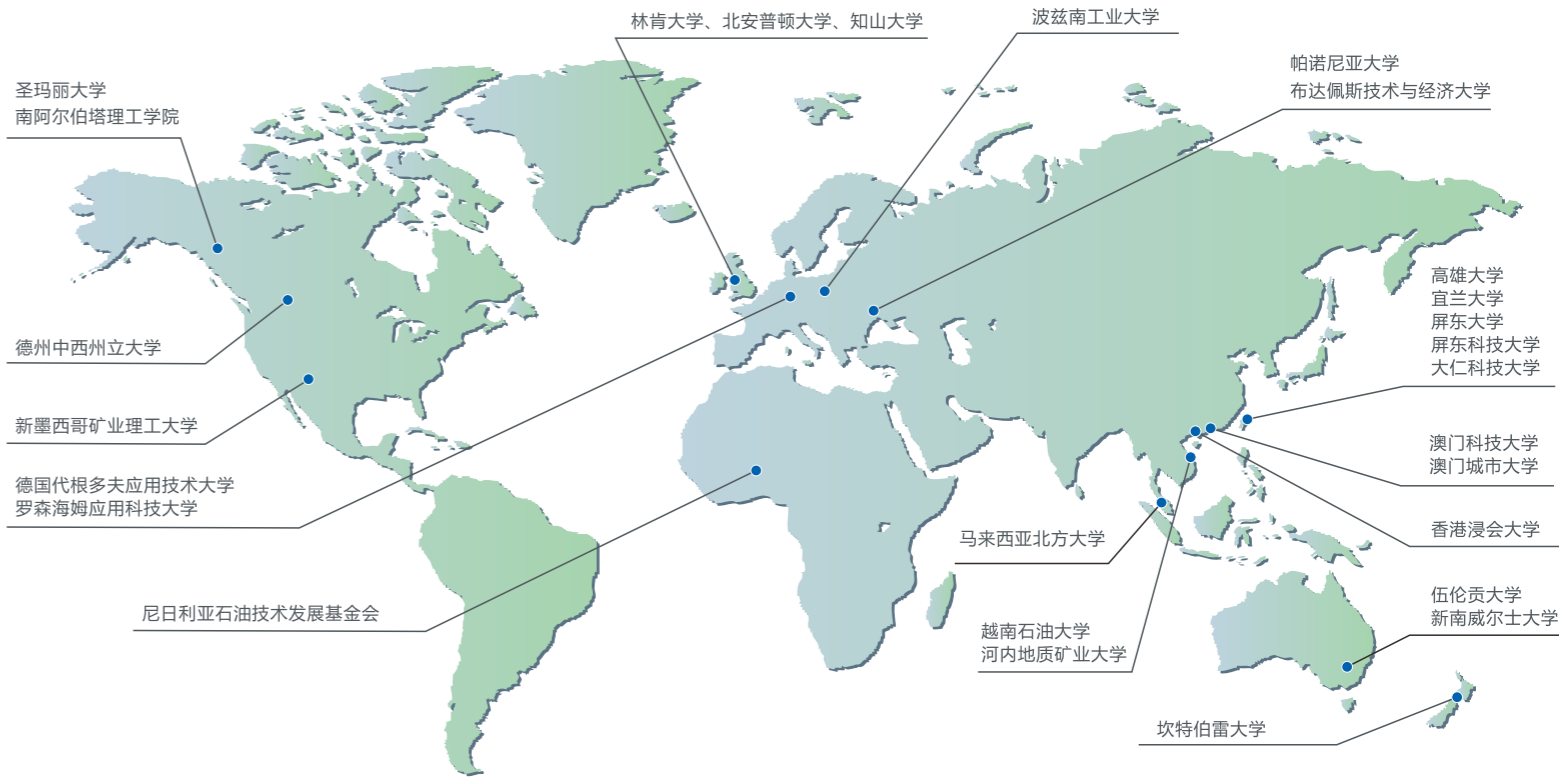 林肯大学、北安普顿大学、知山大学
波兹南工业大学
帕诺尼亚大学
布达佩斯技术与经济大学
圣玛丽大学
南阿尔伯塔理工学院
高雄大学
宜兰大学
屏东大学
屏东科技大学
大仁科技大学
德州中西州立大学
新墨西哥矿业理工大学
澳门科技大学
澳门城市大学
德国代根多夫应用技术大学
罗森海姆应用科技大学
香港浸会大学
马来西亚北方大学
尼日利亚石油技术发展基金会
伍伦贡大学
新南威尔士大学
越南石油大学
河内地质矿业大学
坎特伯雷大学